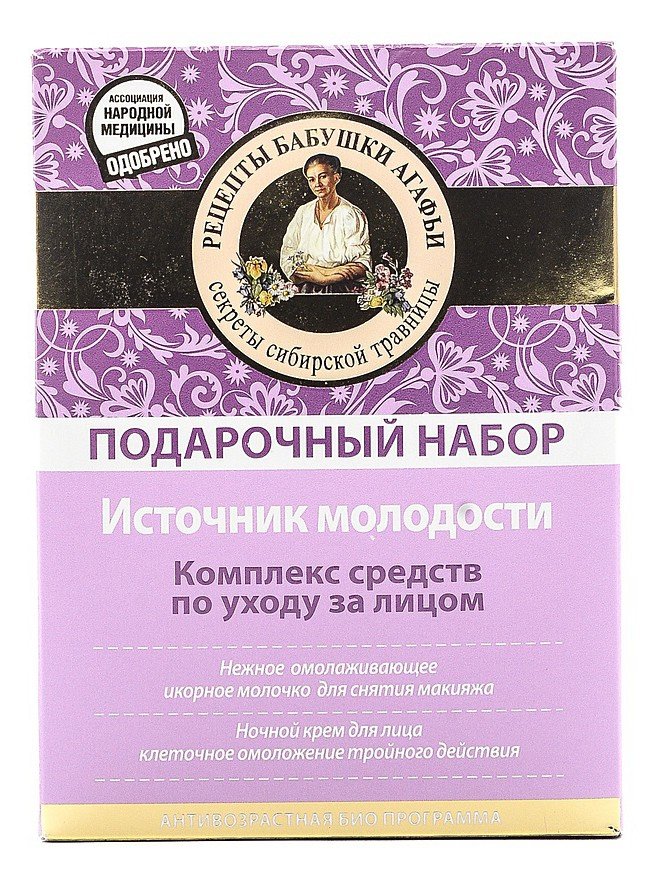 АССОЦИАЦИЯ
НАРОДНОЙ
МЕДИЦИНЫ
ОДОБРЕНО
РЕЦЕПТЫ БАБУШКИ АГАФЬИ
секреты сибирской травницы
ПОДАРОЧНЫЙ НАБОР
Источник молодости
Комплекс средств
по уходу за лицом
Нежное омолаживающее
икорное молочко для снятия макияжа
Ночной крем для лица
клеточное омоложение тройного действия
АНТИВОЗРАСТНАЯ БИО ПРОГРАММА